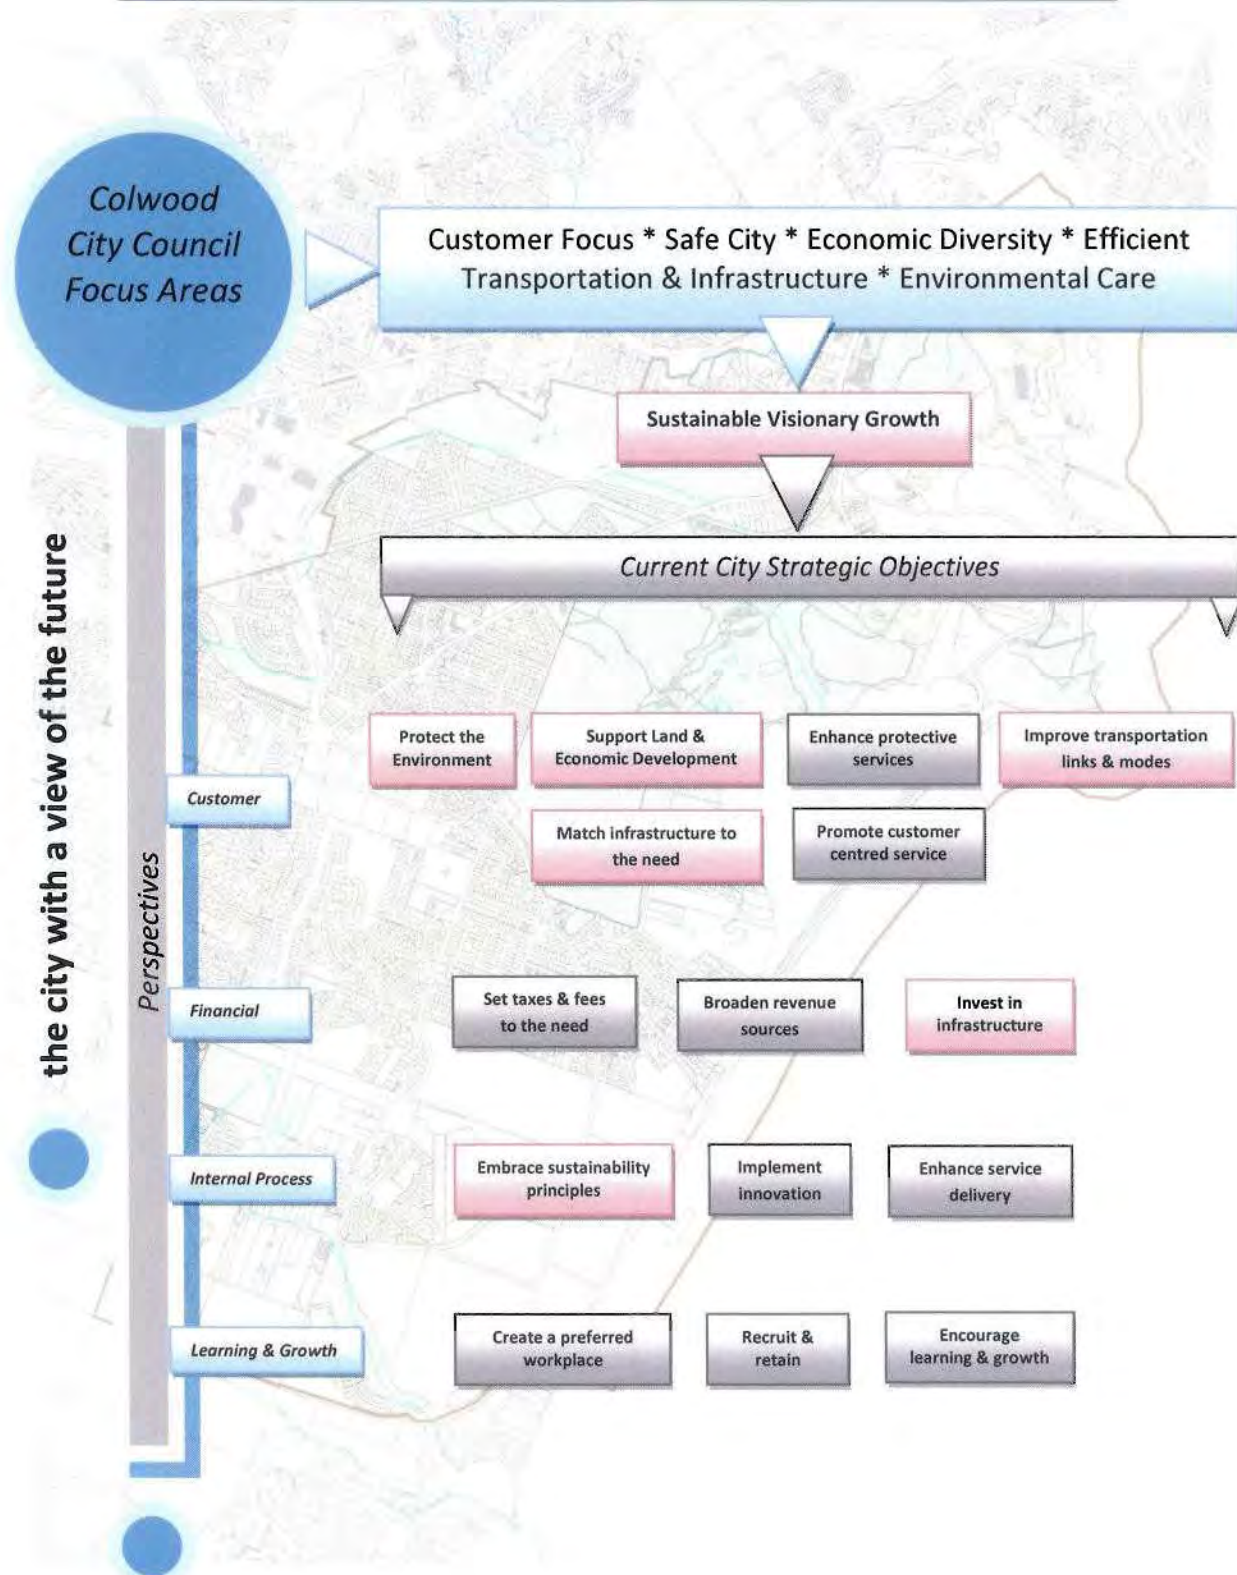 Colwood
City Council
Focus Areas
Customer Focus * Safe City * Economic Diversity * Efficient
Transportation & Infrastructure * Environmental Care
Sustainable Visionary Growth
Current City Strategic Objectives
the city with a view of the future
Perspectives
Customer
Protect the
Environment
Support Land &
Economic Development
Enhance protective
services
Improve transportation
links & modes
Match infrastructure to
the need
Promote customer
centred service
Financial
Set taxes & fees
to the need
Broaden revenue
sources
Invest in
infrastructure
Internal Process
Embrace sustainability
principles
Implement
innovation
Enhance service
delivery
Learning & Growth
Create a preferred
workplace
Recruit &
retain
Encourage
learning & growth